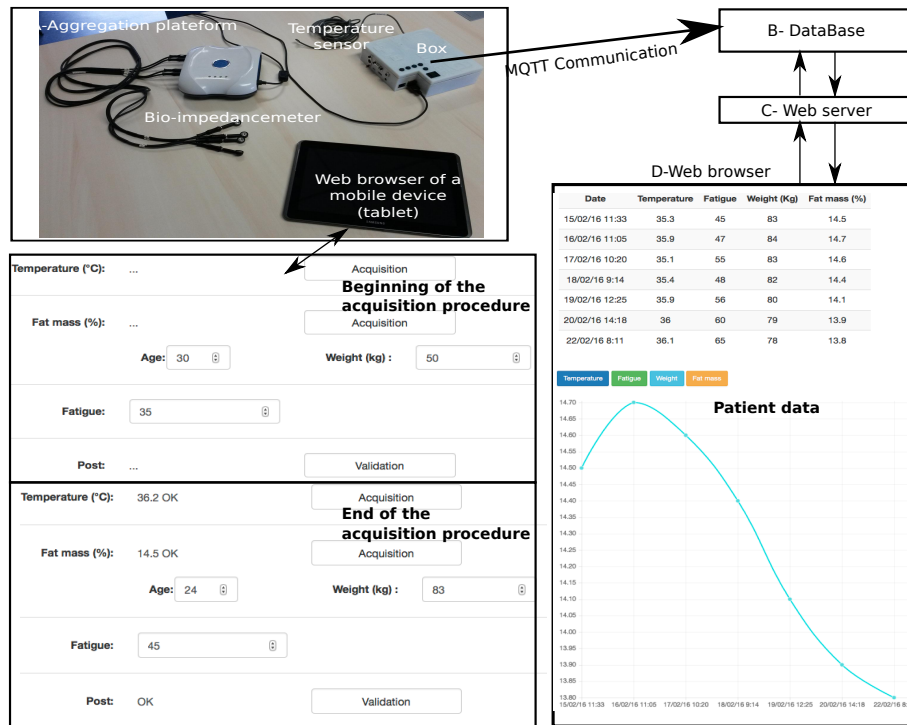 -Aggregation plateform
Temperature
sensor
Box
Bio-impedancemeter
Web browser of a
mobile device
(tablet)
MQTT Communication
B- DataBase
C- Web server
D-Web browser
Temperature (°C): ... Acquisition
Beginning of the
acquisition procedure
Fat mass (%): ... Acquisition
Age: 30 Weight (kg) : 50
Fatigue: 35
Post: ... Validation
Temperature (°C): 36.2 OK Acquisition
End of the
acquisition procedure
Fat mass (%): 14.5 OK Acquisition
Age: 24 Weight (kg) : 83
Fatigue: 45
Post: OK Validation
Date Temperature Fatigue Weight (Kg) Fat mass (%)
15/02/16 11:33 35.3 45 83 14.5
16/02/16 11:05 35.9 47 84 14.7
17/02/16 10:20 35.1 55 83 14.6
18/02/16 9:14 35.4 48 82 14.4
19/02/16 12:25 35.9 56 80 14.1
20/02/16 14:18 36 60 79 13.9
22/02/16 8:11 36.1 65 78 13.8
Temperature Fatigue Weight Fat mass
Patient data
14.70
14.65
14.60
14.55
14.50
14.45
14.40
14.35
14.30
14.25
14.20
14.15
14.10
14.05
14.00
13.95
13.90
13.85
13.80
15/02/16 11:33 16/02/16 11:05 17/02/16 10:20 18/02/16 9:14 19/02/16 12:25 20/02/16 14:18 22/02/16 8: